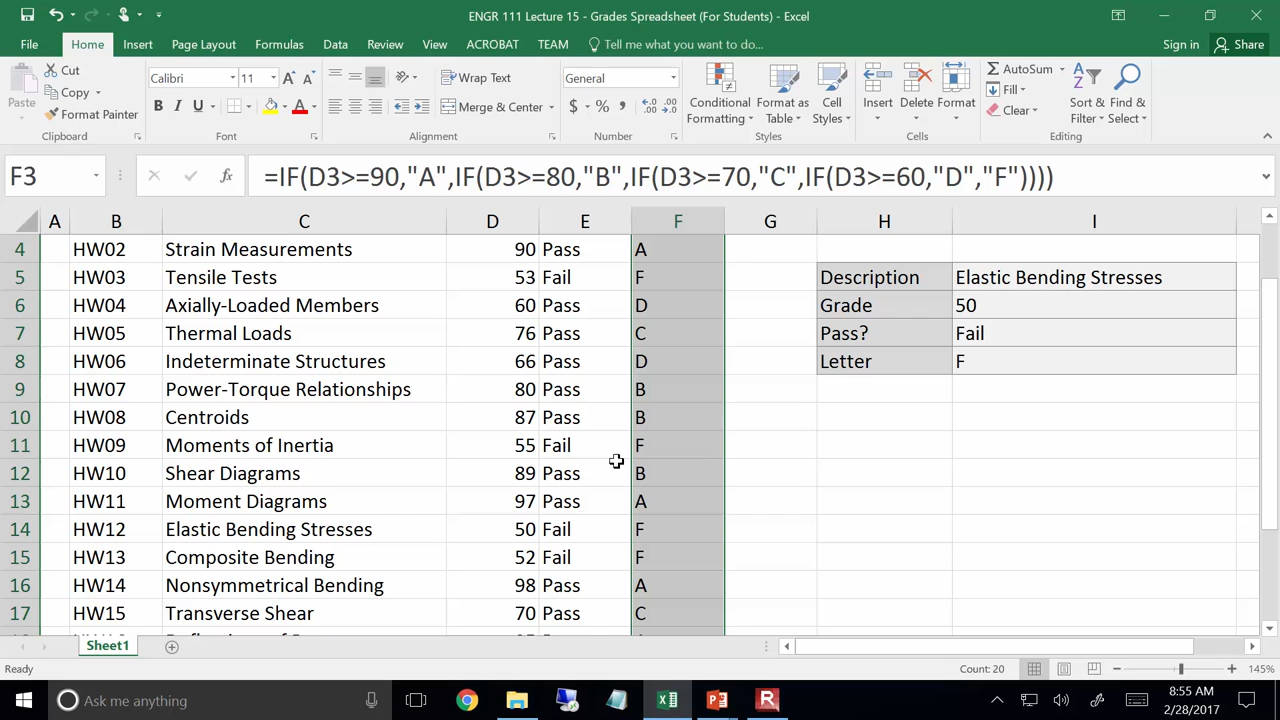 ENGR 111 Lecture 15 - Grades Spreadsheet (For Students) - Excel
File Home Insert Page Layout Formulas Data Review View ACROBAT TEAM Tell me what you want to do... Sign in Share
Paste Cut Copy Format Painter Clipboard
Calibri 11 B I U A Font
Wrap Text Merge & Center Alignment
General $ % , Number
Conditional Formatting Format as Table Cell Styles Styles
Insert Delete Format Cells
AutoSum Fill Clear Sort & Filter Find & Select Editing
F3 fx =IF(D3>=90,"A",IF(D3>=80,"B",IF(D3>=70,"C",IF(D3>=60,"D","F"))))
A B C D E F G H I
4 HW02 Strain Measurements 90 Pass A
5 HW03 Tensile Tests 53 Fail F Description Elastic Bending Stresses
6 HW04 Axially-Loaded Members 60 Pass D Grade 50
7 HW05 Thermal Loads 76 Pass C Pass? Fail
8 HW06 Indeterminate Structures 66 Pass D Letter F
9 HW07 Power-Torque Relationships 80 Pass B
10 HW08 Centroids 87 Pass B
11 HW09 Moments of Inertia 55 Fail F
12 HW10 Shear Diagrams 89 Pass B
13 HW11 Moment Diagrams 97 Pass A
14 HW12 Elastic Bending Stresses 50 Fail F
15 HW13 Composite Bending 52 Fail F
16 HW14 Nonsymmetrical Bending 98 Pass A
17 HW15 Transverse Shear 70 Pass C
Sheet1
Ready Count: 20 145%
Ask me anything 8:55 AM
2/28/2017